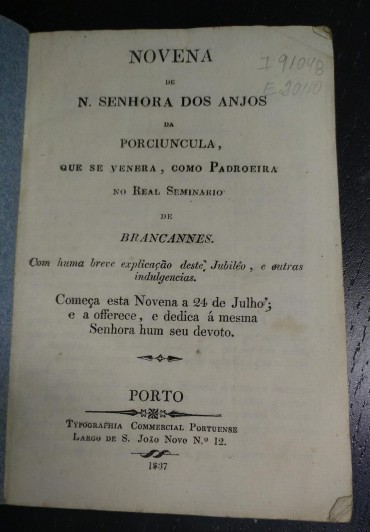 NOVENA
DE
N. SENHORA DOS ANJOS
DA
PORCIUNCULA,
QUE SE VENERA, COMO PADROEIRA
NO REAL SEMINARIO
DE
BRANCANNES.
Com huma breve explicação deste Jubiléo, e outras
indulgencias.
Começa esta Novena a 24 de Julho;
e a offerece, e dedica á mesma
Senhora hum seu devoto.
PORTO
TYPOGRAPHIA COMMERCIAL PORTUENSE
LARGO DE S. JOÃO NOVO N.º 12.
1837